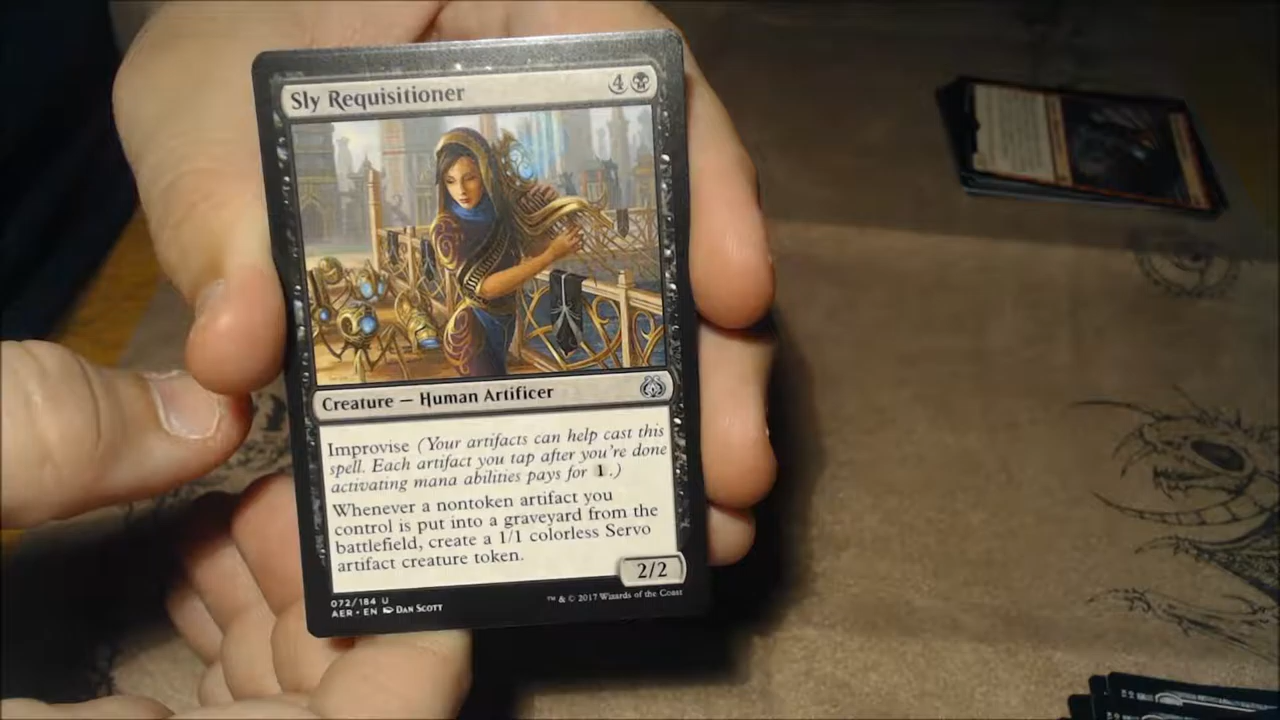 Sly Requisitioner 4
Creature — Human Artificer
Improvise (Your artifacts can help cast this
spell. Each artifact you tap after you're done
activating mana abilities pays for 1.)
Whenever a nontoken artifact you
control is put into a graveyard from the
battlefield, create a 1/1 colorless Servo
artifact creature token.
2/2
072/184 U
AER • EN DAN SCOTT
™ & © 2017 Wizards of the Coast